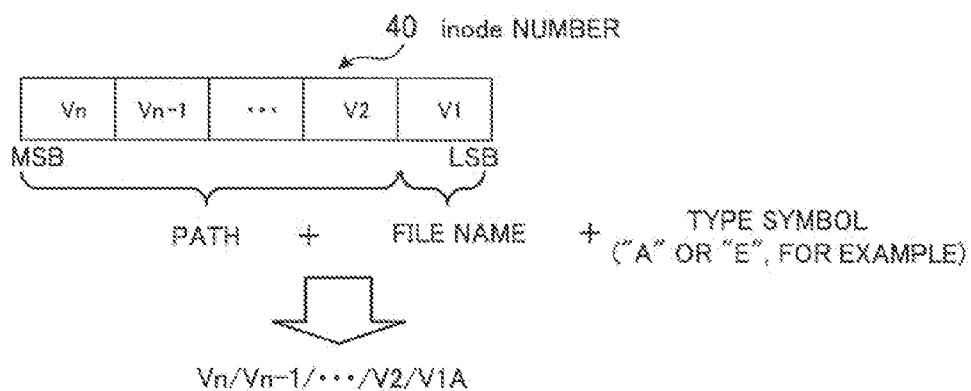 40 inode NUMBER
Vn Vn-1 ··· V2 V1
MSB LSB
PATH + FILE NAME + TYPE SYMBOL
("A" OR "E", FOR EXAMPLE)
Vn/Vn-1/···/V2/V1A